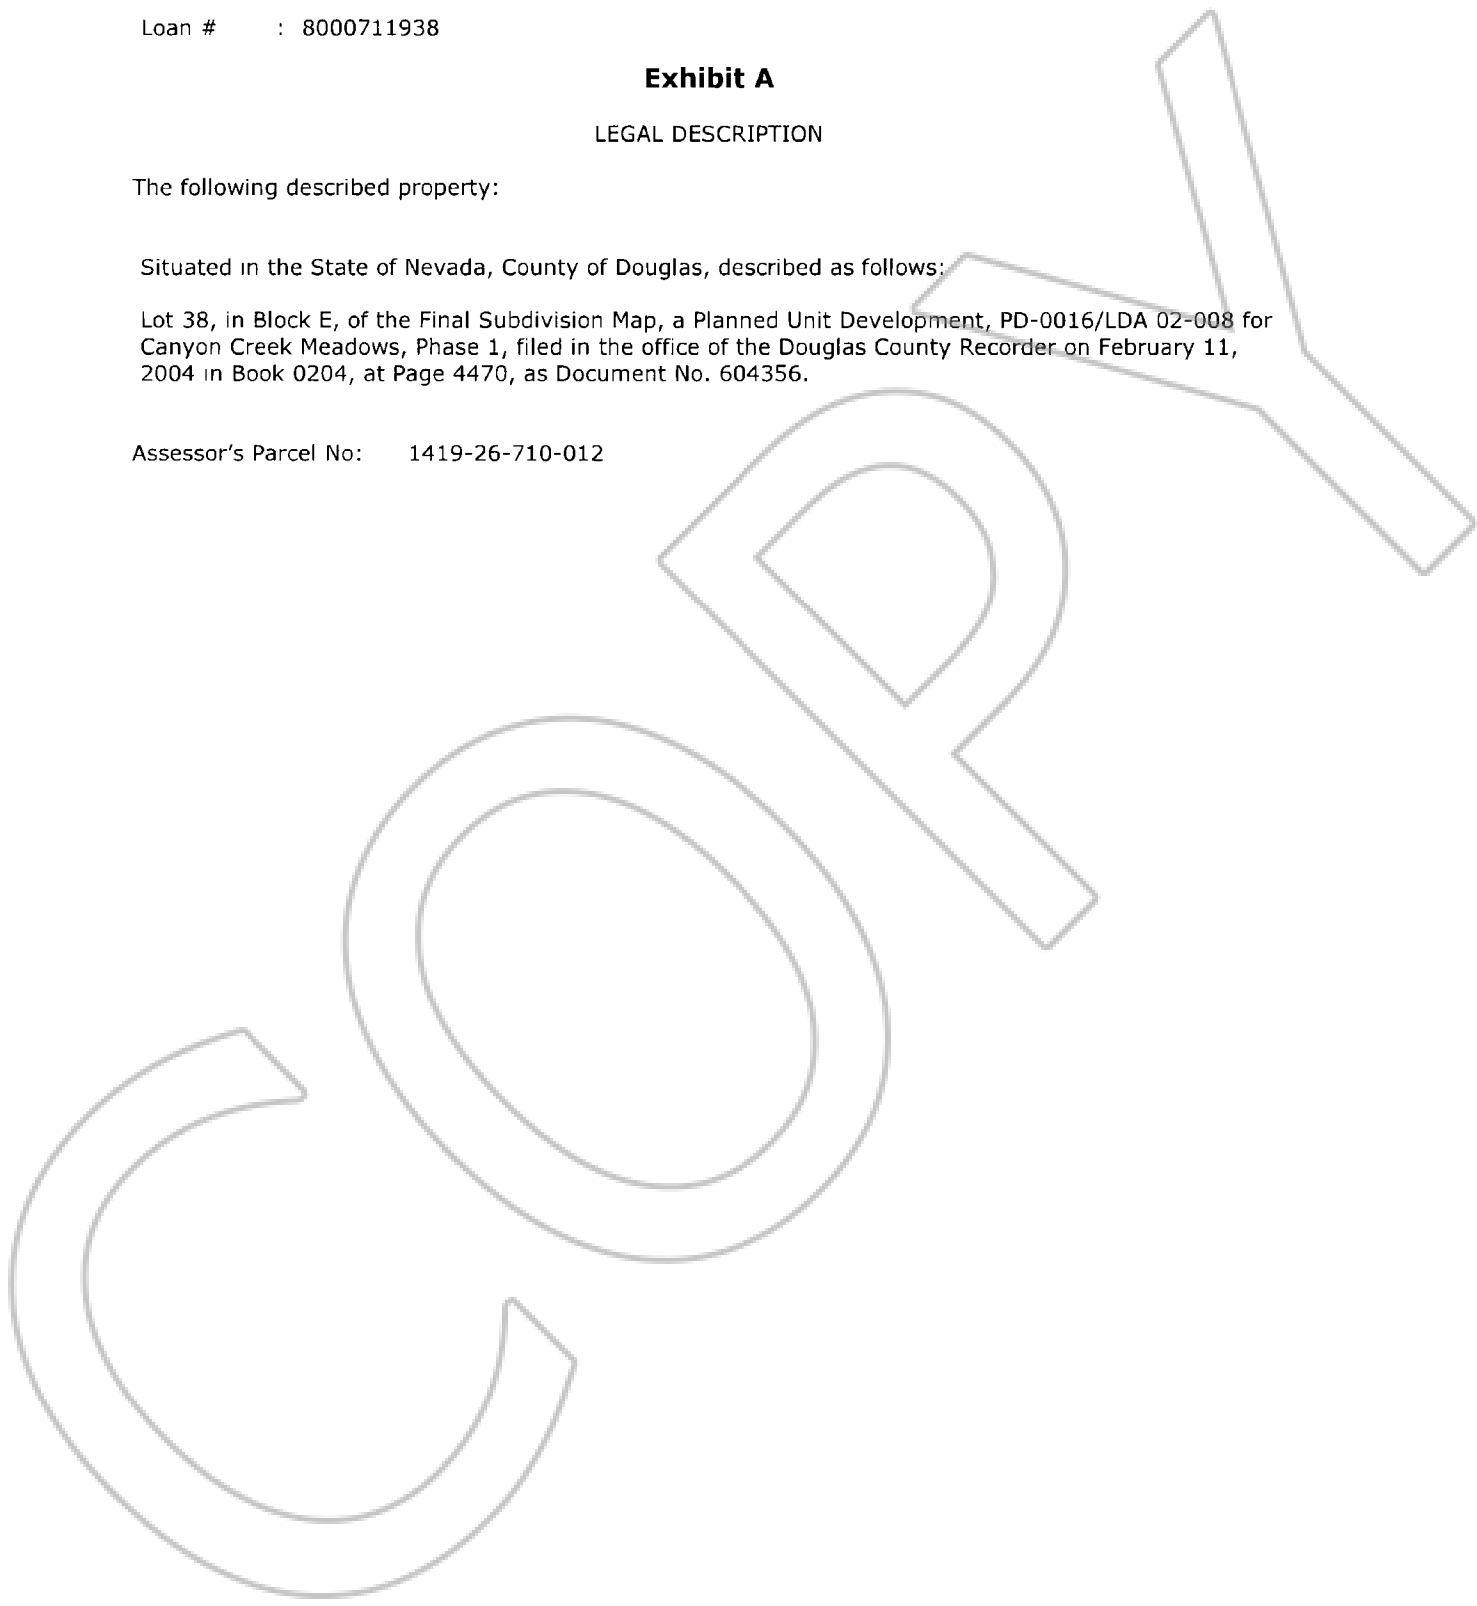 Loan # : 8000711938
Exhibit A
LEGAL DESCRIPTION
The following described property:
Situated in the State of Nevada, County of Douglas, described as follows:
Lot 38, in Block E, of the Final Subdivision Map, a Planned Unit Development, PD-0016/LDA 02-008 for
Canyon Creek Meadows, Phase 1, filed in the office of the Douglas County Recorder on February 11,
2004 in Book 0204, at Page 4470, as Document No. 604356.
Assessor's Parcel No: 1419-26-710-012
COPY